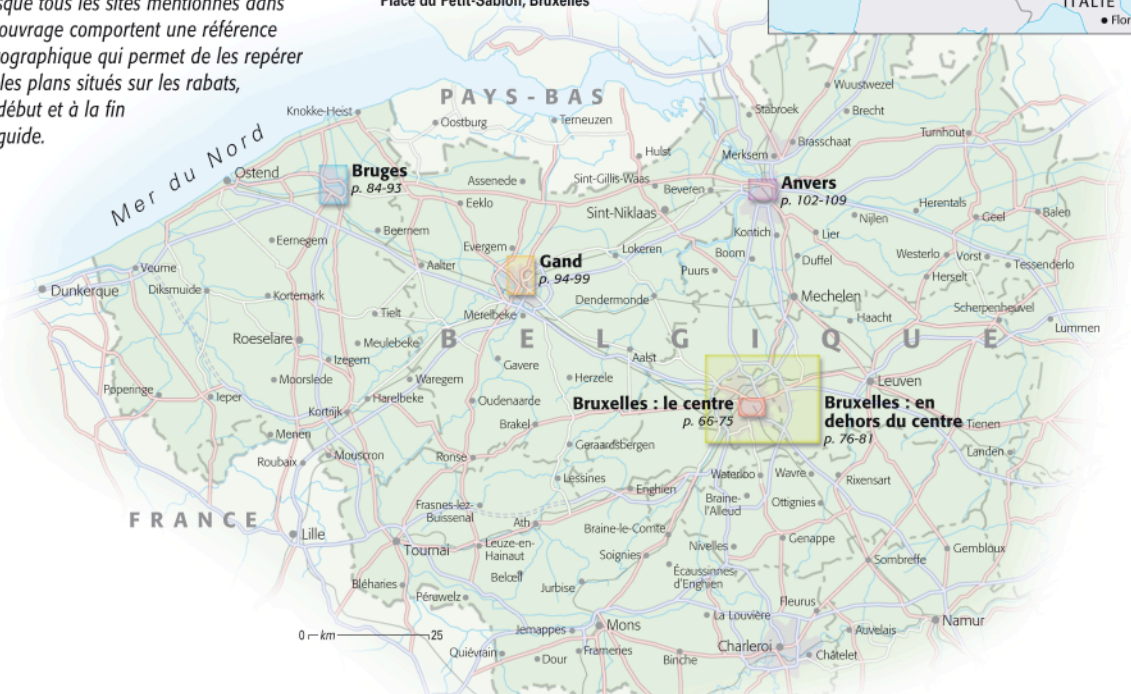 sque tous les sites mentionnés dans
ouvrage comportent une référence
ographique qui permet de les repérer
les plans situés sur les rabats,
début et à la fin
guide.
Place du Petit-Sablon, Bruxelles
ITALIE
Flor
PAYS-BAS
Mer du Nord
Knokke-Heist
Oostburg
Terneuzen
Hulst
Stabroek
Wuustwezel
Brecht
Brasschaat
Turnhout
Merksem
Ostend
Bruges
p. 84-93
Assenede
Sint-Gillis-Waas
Beveren
Anvers
p. 102-109
Eeklo
Sint-Niklaas
Nijlen
Herentals
Geel
Balen
Eernegem
Beernem
Evergem
Lokeren
Kontich
Lier
Boom
Duffel
Westerlo
Vorst
Tessenderlo
Veurne
Aalter
Gand
p. 94-99
Puurs
Herselt
Dunkerque
Diksmuide
Kortemark
Dendermonde
Mechelen
Scherpenheuvel
Tielt
Merelbeke
Haacht
Lummen
Roeselare
Meulebeke
BELGIQUE
Izegem
Gavere
Aalst
Moorslede
Waregem
Herzele
Leuven
Poperinge
Ieper
Harelbeke
Oudenaarde
Bruxelles : le centre
p. 66-75
Bruxelles : en
dehors du centre
p. 76-81
Kortrijk
Brakel
Tienen
Menen
Geraardsbergen
Landen
Roubaix
Mouscron
Ronse
Lessines
Enghien
Waterloo
Wavre
Rixensart
Braine-
l'Alleud
Ottignies
FRANCE
Frasnes-lez-
Buissenal
Ath
Braine-le-Comte
Lille
Tournai
Leuze-en-
Hainaut
Soignies
Nivelles
Genappe
Gembloux
Sombreffe
Bléharies
Belœil
Jurbise
Écaussinnes-
d'Enghien
Péruwelz
Fleurus
La Louvière
0 km 25
Jemappes
Mons
Auvelais
Namur
Quiévrain
Dour
Frameries
Binche
Charleroi
Châtelet